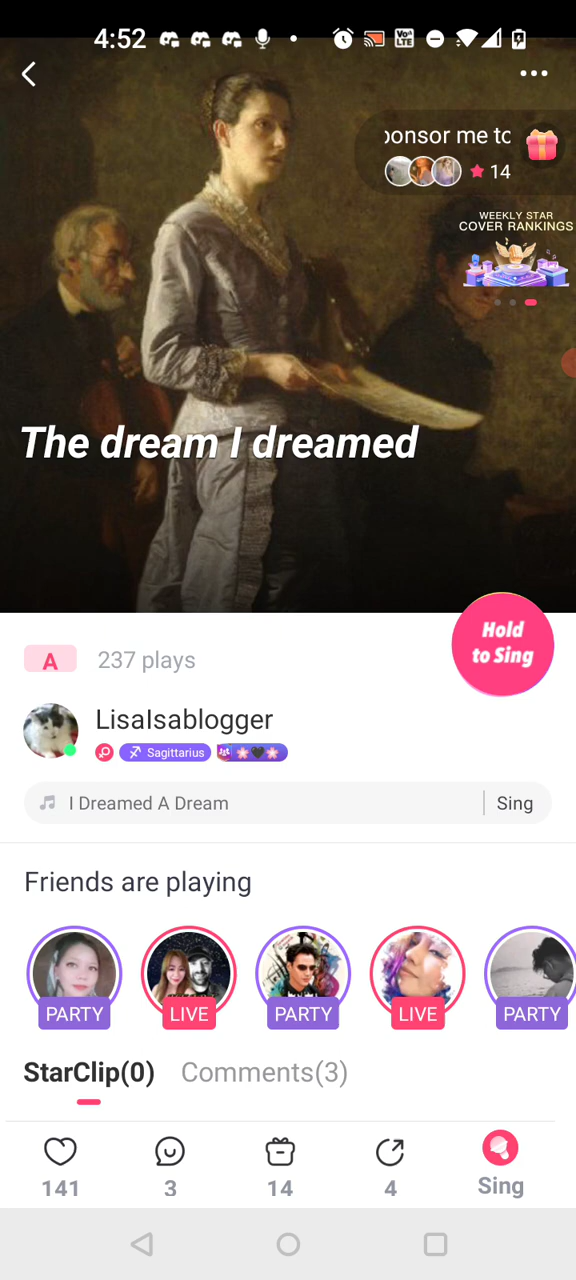 4:52
ponsor me to
14
WEEKLY STAR
COVER RANKINGS
The dream I dreamed
Hold
to Sing
A
237 plays
LisaIsablogger
Sagittarius
I Dreamed A Dream
Sing
Friends are playing
PARTY
LIVE
PARTY
LIVE
PARTY
StarClip(0)
Comments(3)
141
3
14
4
Sing